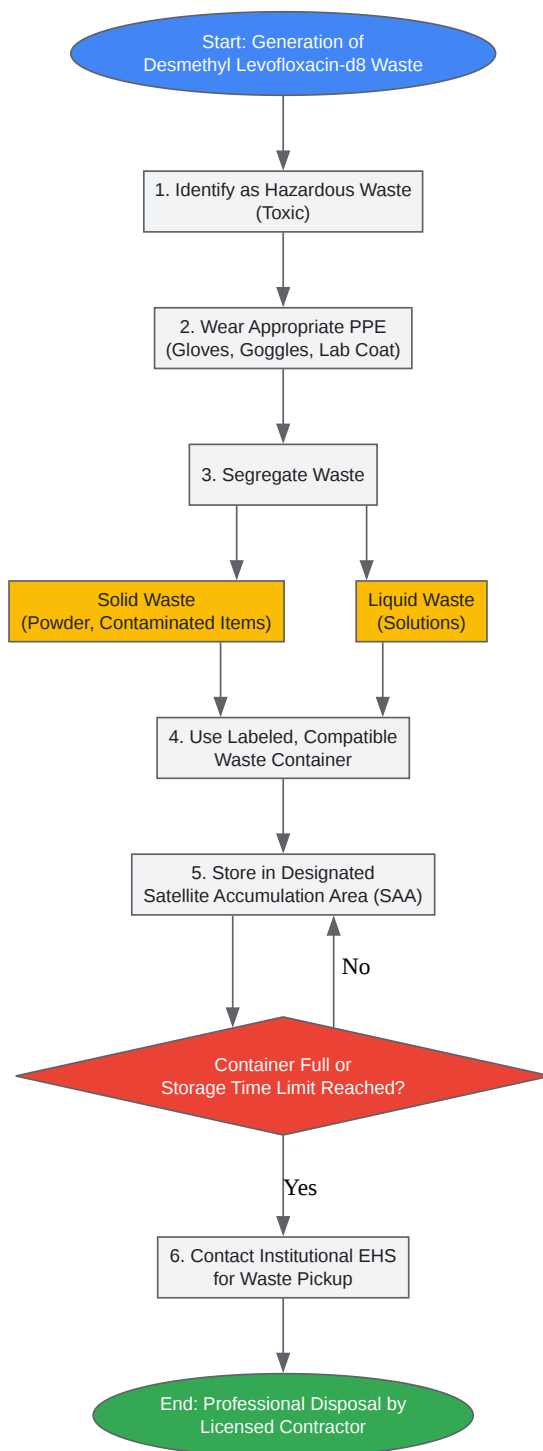 Start: Generation of
Desmethyl Levofloxacin-d8 Waste
1. Identify as Hazardous Waste
(Toxic)
2. Wear Appropriate PPE
(Gloves, Goggles, Lab Coat)
3. Segregate Waste
Solid Waste
(Powder, Contaminated Items)
Liquid Waste
(Solutions)
4. Use Labeled, Compatible
Waste Container
5. Store in Designated
Satellite Accumulation Area (SAA)
No
Container Full or
Storage Time Limit Reached?
Yes
6. Contact Institutional EHS
for Waste Pickup
End: Professional Disposal by
Licensed Contractor